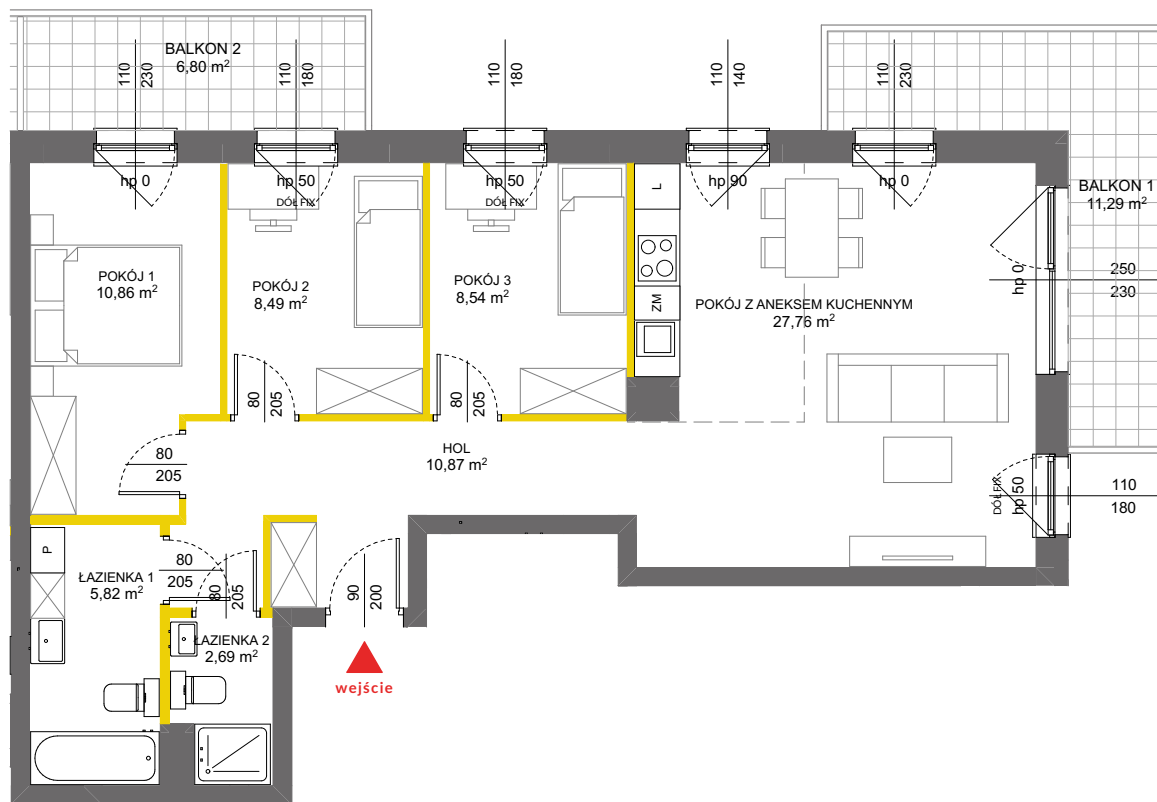 BALKON 2
6,80 m²
110
230
110
180
110
180
110
140
110
230
hp 0
hp 50
DÓŁ FIX
hp 50
DÓŁ FIX
L
hp 90
hp 0
BALKON 1
11,29 m²
POKÓJ 1
10,86 m²
POKÓJ 2
8,49 m²
POKÓJ 3
8,54 m²
ZM
POKÓJ Z ANEKSEM KUCHENNYM
27,76 m²
hp 0
250
230
80
205
80
205
HOL
10,87 m²
80
205
DÓŁ FIX
hp 50
110
180
P
ŁAZIENKA 1
5,82 m²
80
205
80
205
90
200
ŁAZIENKA 2
2,69 m²
wejście